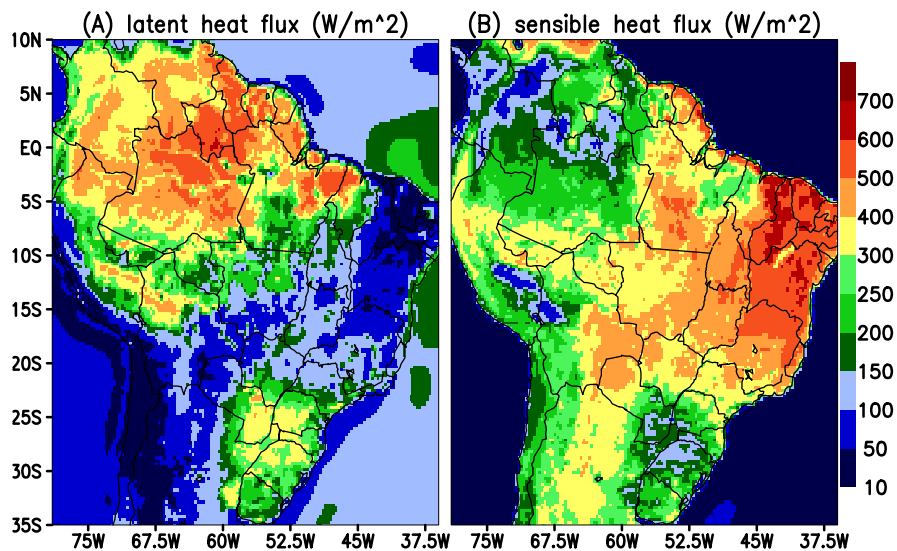 (A) latent heat flux (W/m^2)
(B) sensible heat flux (W/m^2)
10N
5N
EQ
5S
10S
15S
20S
25S
30S
35S
75W 67.5W 60W 52.5W 45W 37.5W
75W 67.5W 60W 52.5W 45W 37.5W
700
600
500
400
300
250
200
150
100
50
10